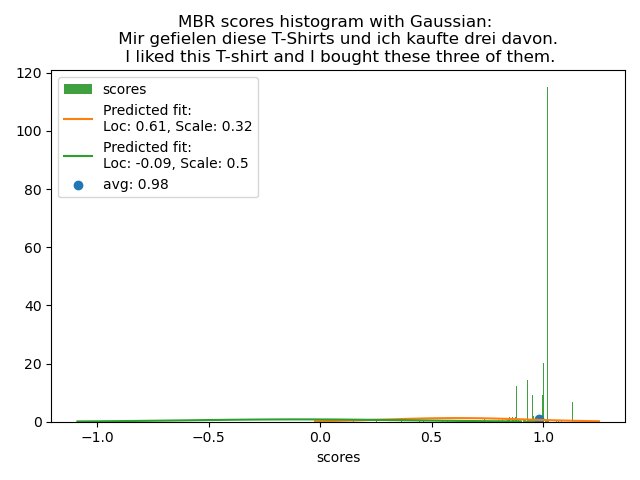 MBR scores histogram with Gaussian:
Mir gefielen diese T-Shirts und ich kaufte drei davon.
I liked this T-shirt and I bought these three of them.
120
100
80
60
40
20
0
scores
Predicted fit:
Loc: 0.61, Scale: 0.32
Predicted fit:
Loc: -0.09, Scale: 0.5
avg: 0.98
−1.0 −0.5 0.0 0.5 1.0
scores